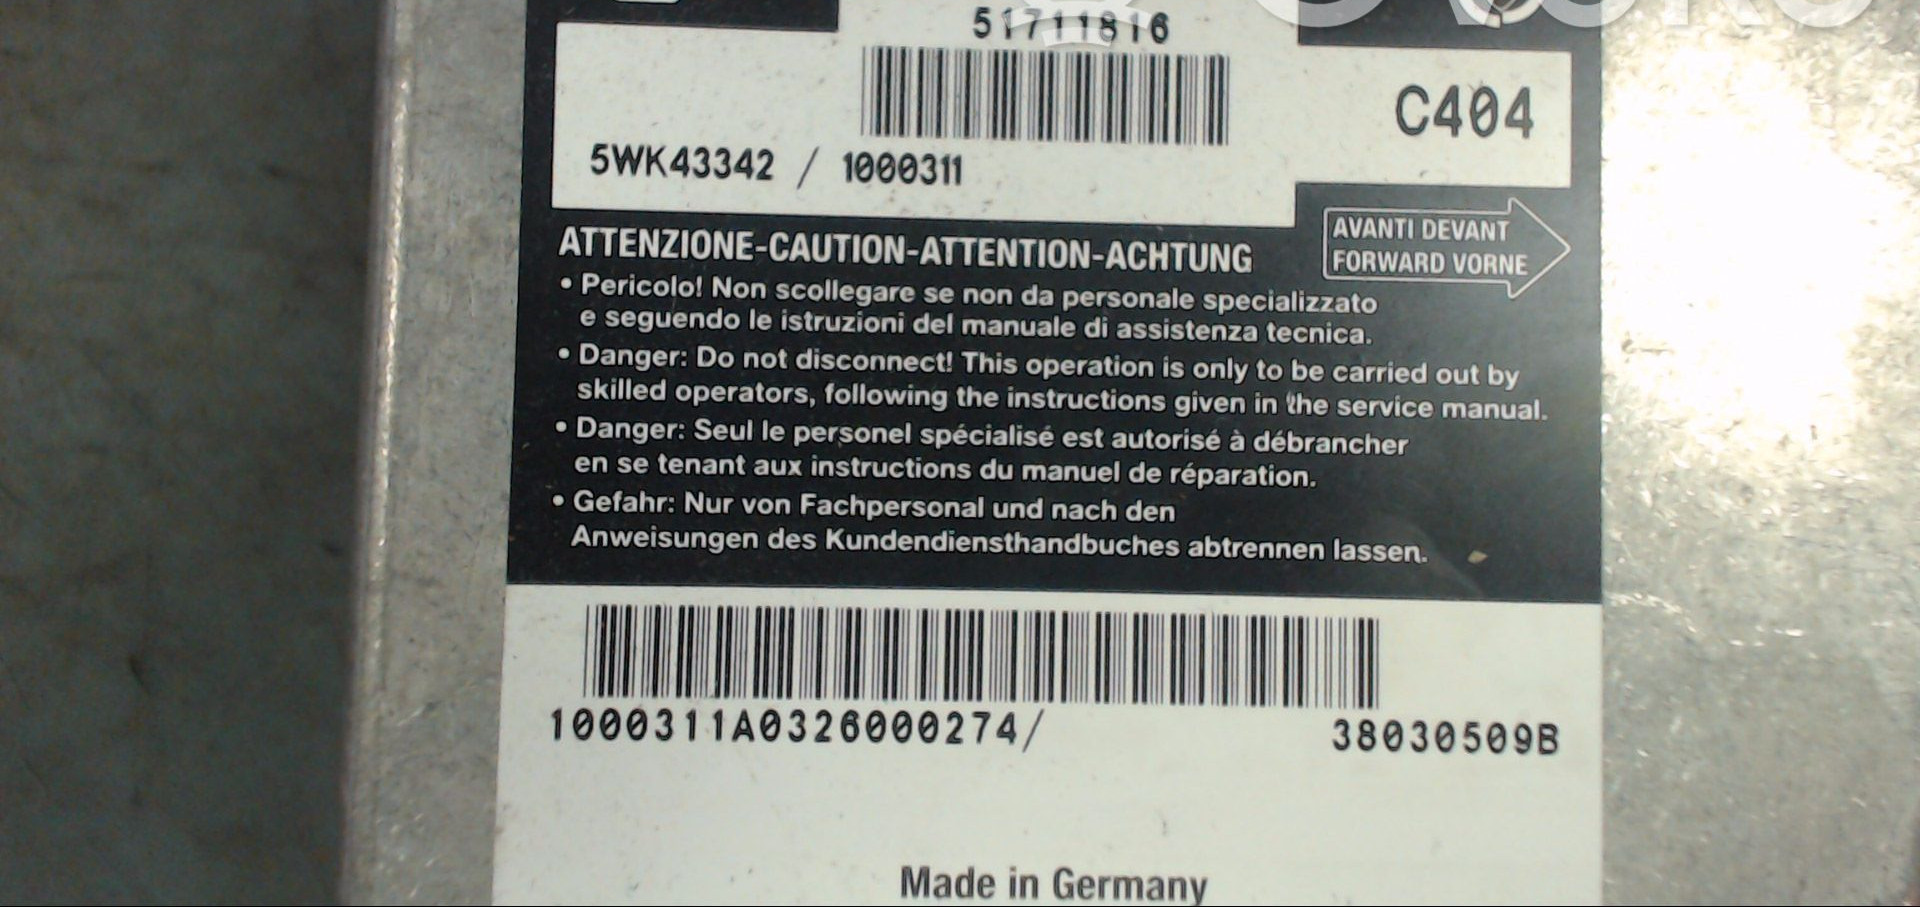 51711816
C404
5WK43342 / 1000311
AVANTI DEVANT
FORWARD VORNE
ATTENZIONE-CAUTION-ATTENTION-ACHTUNG
• Pericolo! Non scollegare se non da personale specializzato
e seguendo le istruzioni del manuale di assistenza tecnica.
• Danger: Do not disconnect! This operation is only to be carried out by
skilled operators, following the instructions given in the service manual.
• Danger: Seul le personel spécialisé est autorisé à débrancher
en se tenant aux instructions du manuel de réparation.
• Gefahr: Nur von Fachpersonal und nach den
Anweisungen des Kundendiensthandbuches abtrennen lassen.
1000311A0326000274/ 38030509B
Made in Germany